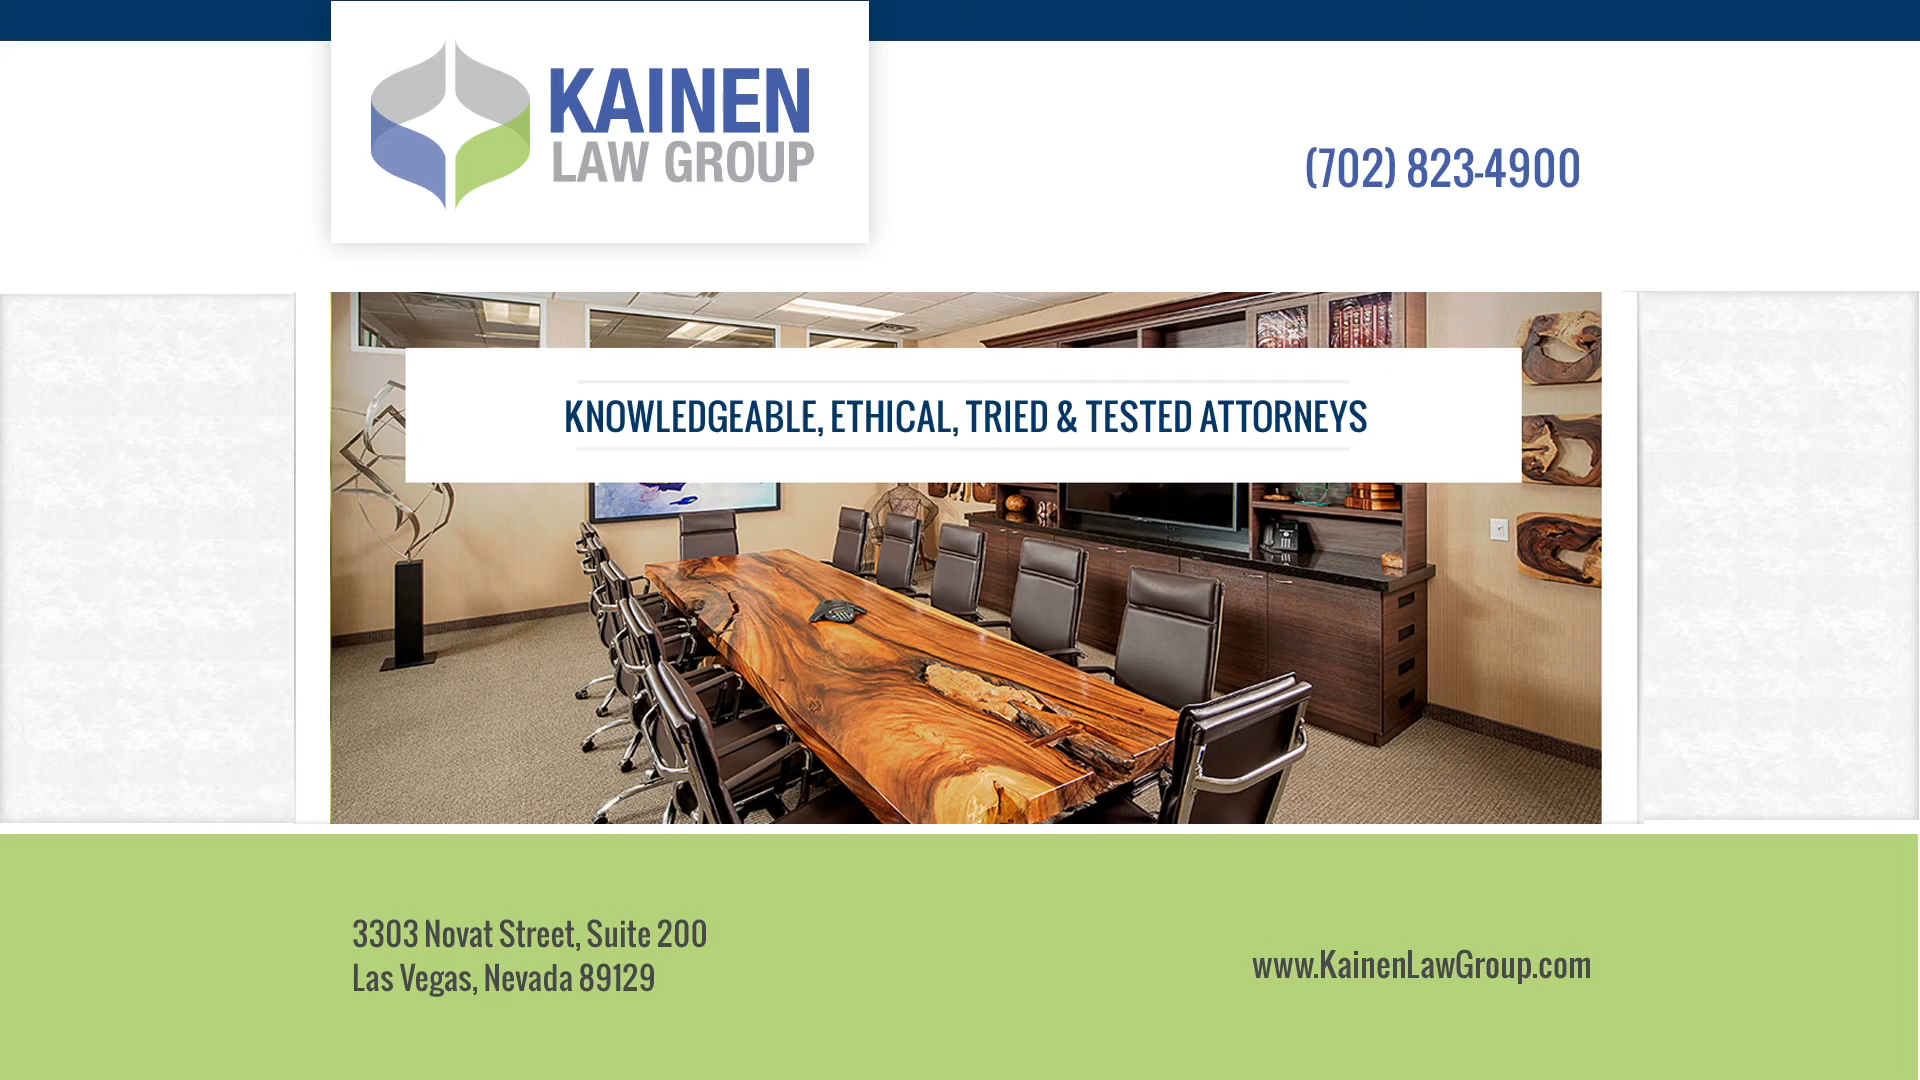 KAINEN
LAW GROUP
(702) 823-4900
KNOWLEDGEABLE, ETHICAL, TRIED & TESTED ATTORNEYS
3303 Novat Street, Suite 200
Las Vegas, Nevada 89129
www.KainenLawGroup.com